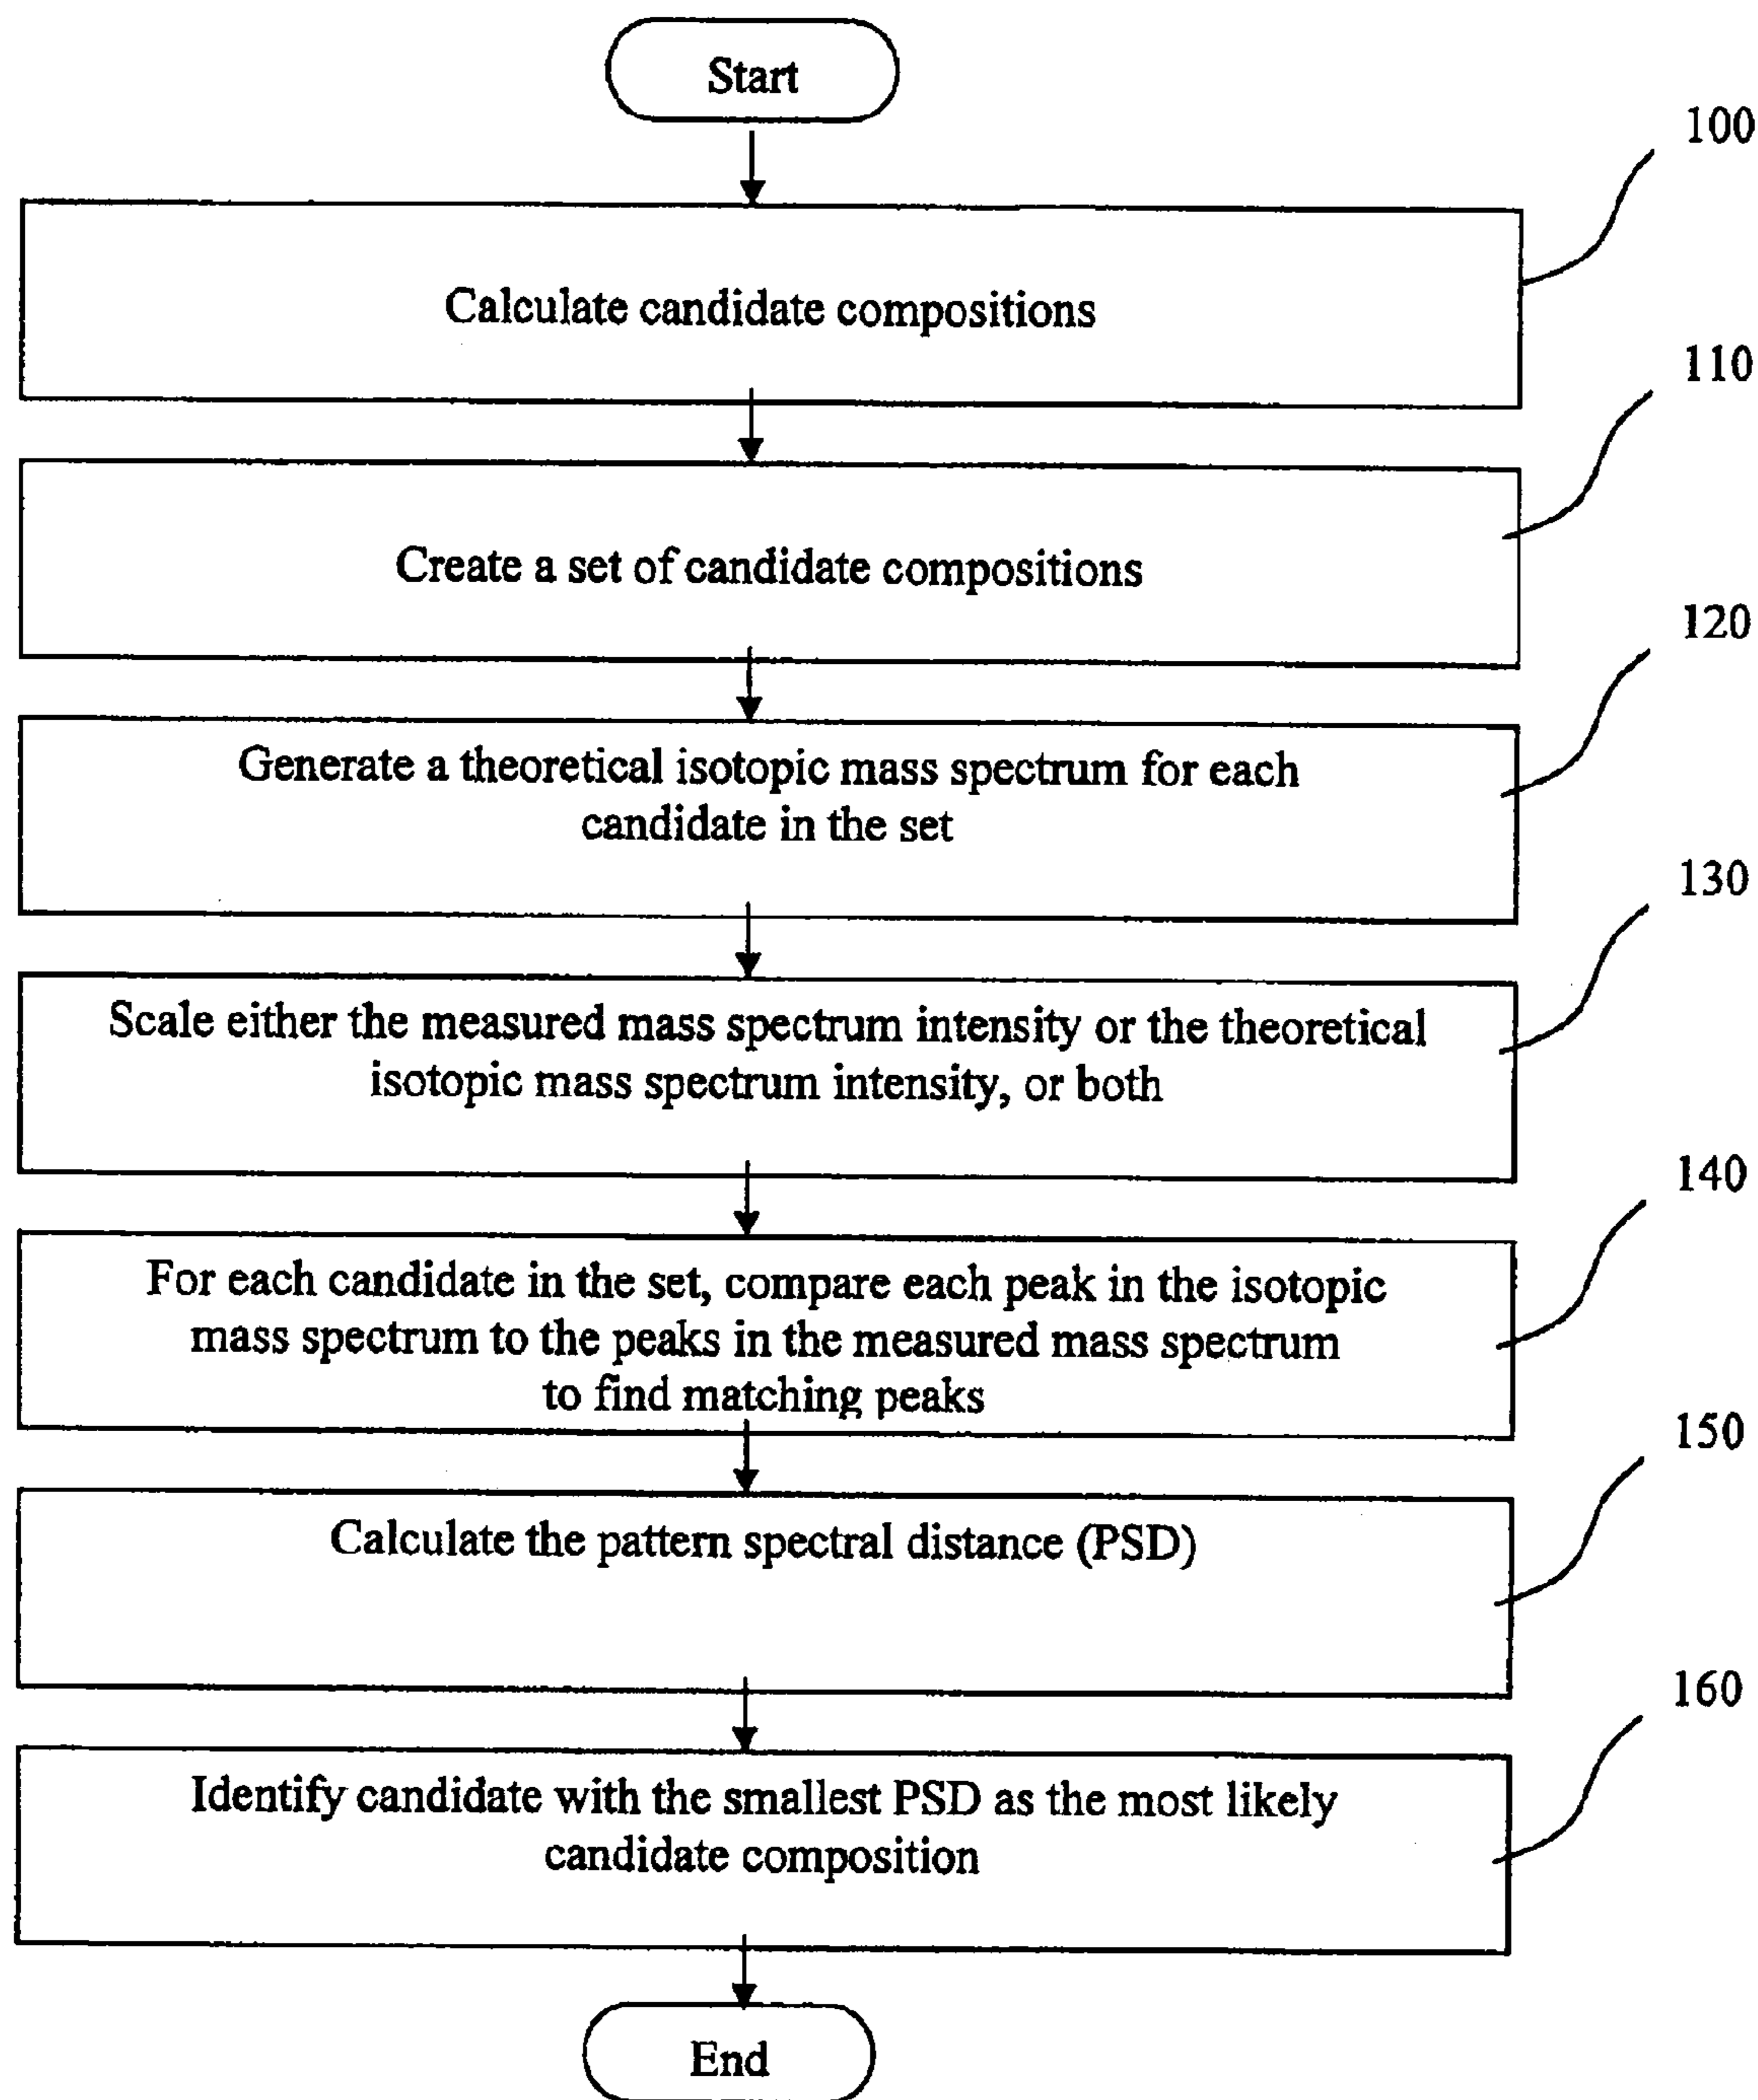 Start
100
Calculate candidate compositions
110
Create a set of candidate compositions
120
Generate a theoretical isotopic mass spectrum for each
candidate in the set
130
Scale either the measured mass spectrum intensity or the theoretical
isotopic mass spectrum intensity, or both
140
For each candidate in the set, compare each peak in the isotopic
mass spectrum to the peaks in the measured mass spectrum
to find matching peaks
150
Calculate the pattern spectral distance (PSD)
160
Identify candidate with the smallest PSD as the most likely
candidate composition
End